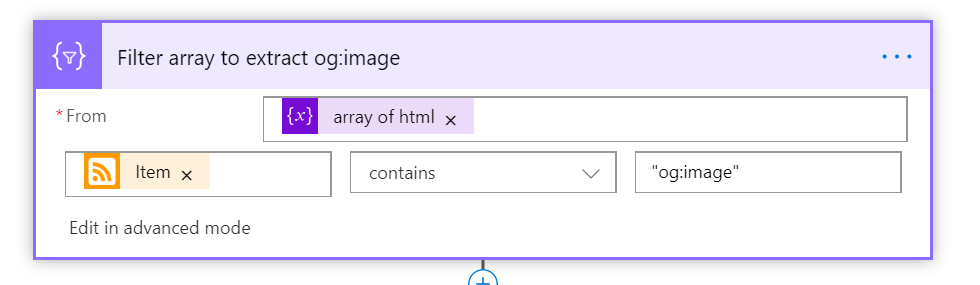 Filter array to extract og:image
* From
{x} array of html ×
Item × contains "og:image"
Edit in advanced mode